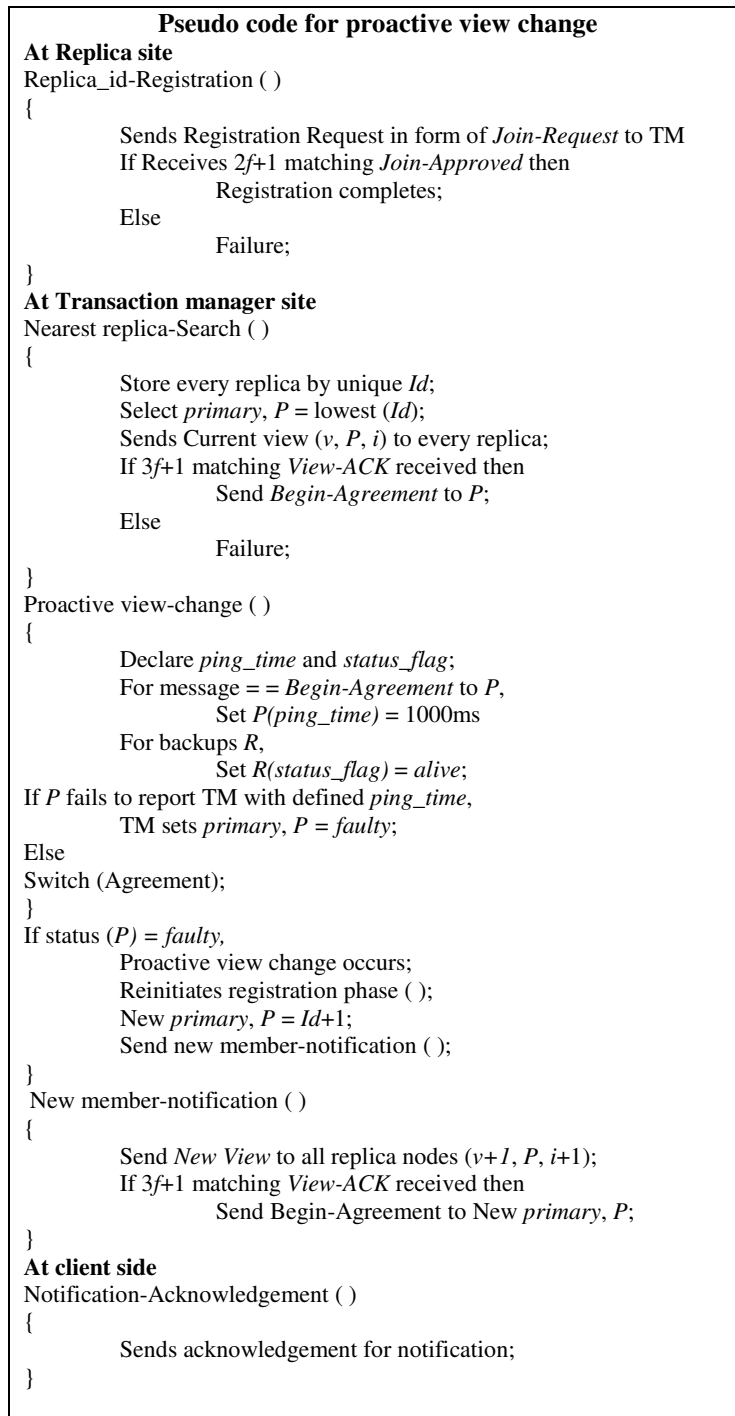 Pseudo code for proactive view change
At Replica site
Replica_id-Registration ( )
{
Sends Registration Request in form of Join-Request to TM
If Receives 2f+1 matching Join-Approved then
Registration completes;
Else
Failure;
}
At Transaction manager site
Nearest replica-Search ( )
{
Store every replica by unique Id;
Select primary, P = lowest (Id);
Sends Current view (v, P, i) to every replica;
If 3f+1 matching View-ACK received then
Send Begin-Agreement to P;
Else
Failure;
}
Proactive view-change ( )
{
Declare ping_time and status_flag;
For message = = Begin-Agreement to P,
Set P(ping_time) = 1000ms
For backups R,
Set R(status_flag) = alive;
If P fails to report TM with defined ping_time,
TM sets primary, P = faulty;
Else
Switch (Agreement);
}
If status (P) = faulty,
Proactive view change occurs;
Reinitiates registration phase ( );
New primary, P = Id+1;
Send new member-notification ( );
}
New member-notification ( )
{
Send New View to all replica nodes (v+1, P, i+1);
If 3f+1 matching View-ACK received then
Send Begin-Agreement to New primary, P;
}
At client side
Notification-Acknowledgement ( )
{
Sends acknowledgement for notification;
}